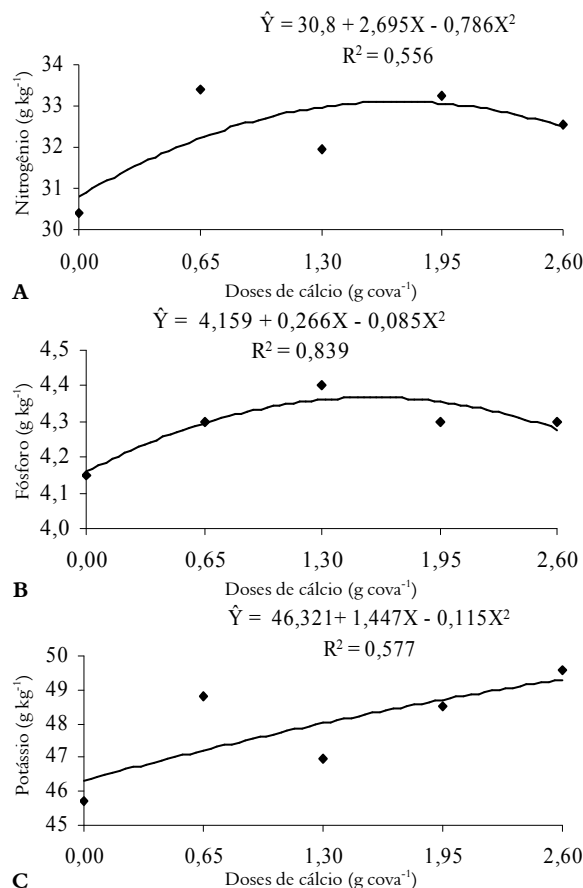 Ŷ = 30,8 + 2,695X - 0,786X²
R² = 0,556
Nitrogênio (g kg⁻¹)
34
33
32
31
30
0,00 0,65 1,30 1,95 2,60
A
Doses de cálcio (g cova⁻¹)
Ŷ = 4,159 + 0,266X - 0,085X²
R² = 0,839
Fósforo (g kg⁻¹)
4,5
4,4
4,3
4,2
4,1
4,0
0,00 0,65 1,30 1,95 2,60
B
Doses de cálcio (g cova⁻¹)
Ŷ = 46,321+ 1,447X - 0,115X²
R² = 0,577
Potássio (g kg⁻¹)
50
49
48
47
46
45
0,00 0,65 1,30 1,95 2,60
C
Doses de cálcio (g cova⁻¹)